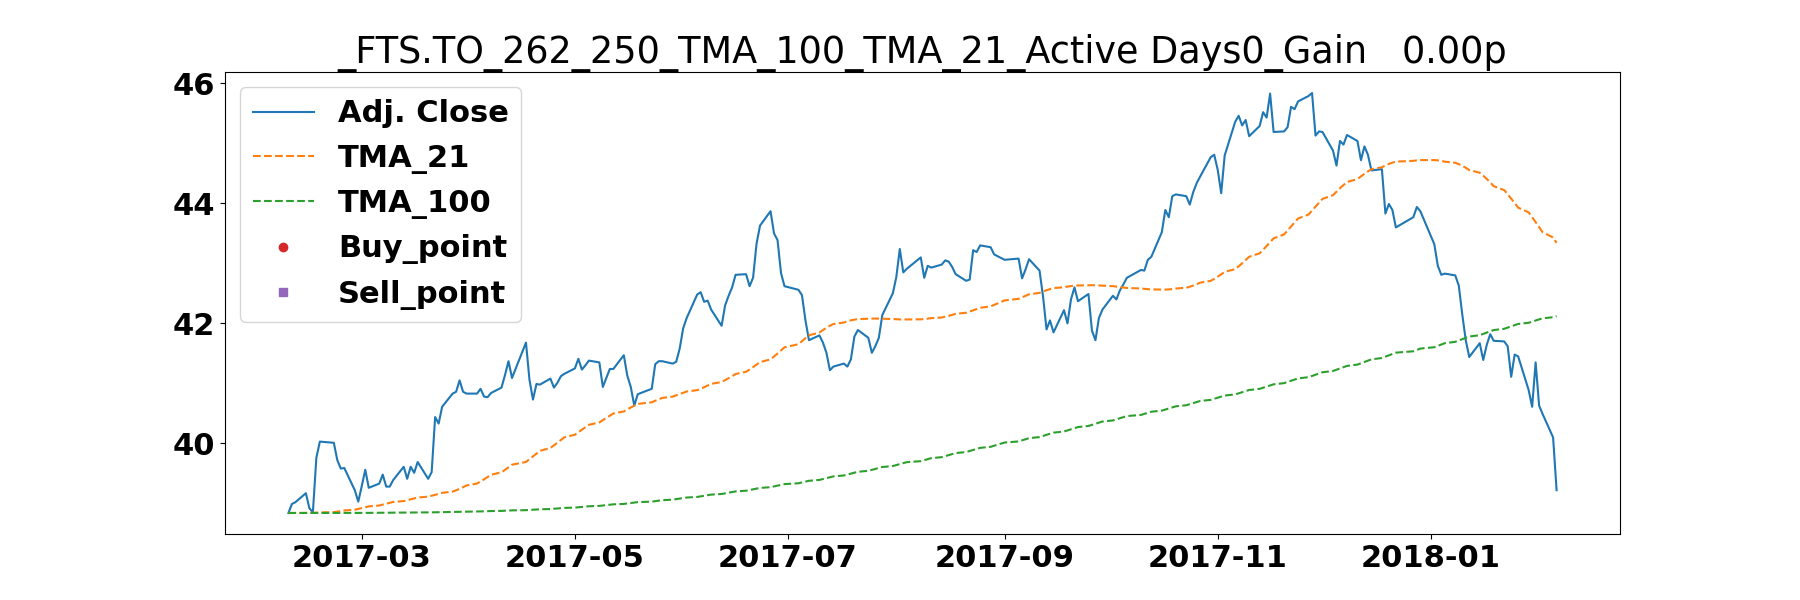 _FTS.TO_262_250_TMA_100_TMA_21_Active Days0_Gain   0.00p
46
44
42
40
Adj. Close
TMA_21
TMA_100
Buy_point
Sell_point
2017-03 2017-05 2017-07 2017-09 2017-11 2018-01